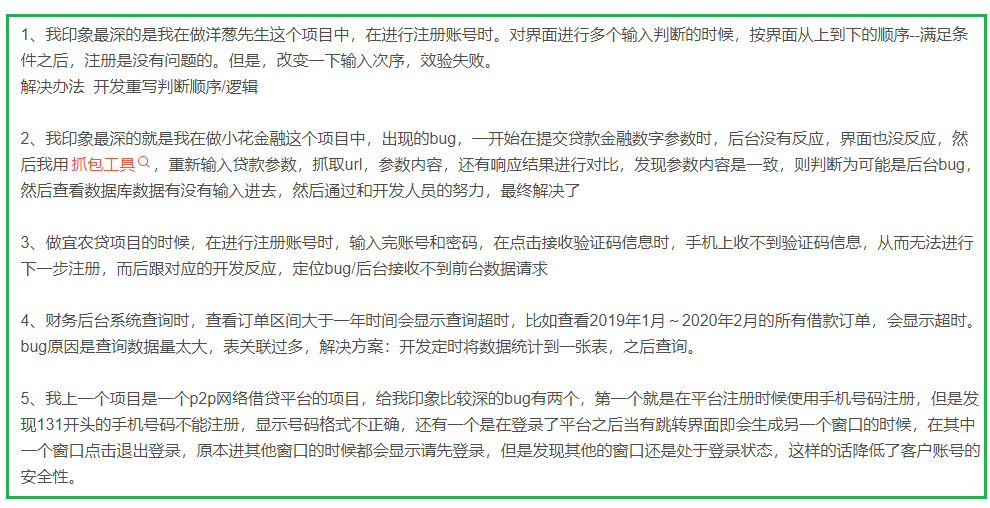 1、我印象最深的是我在做洋葱先生这个项目中，在进行注册账号时。对界面进行多个输入判断的时候，按界面从上到下的顺序--满足条
件之后，注册是没有问题的。但是，改变一下输入次序，效验失败。
解决办法 开发重写判断顺序/逻辑
2、我印象最深的就是我在做小花金融这个项目中，出现的bug，一开始在提交贷款金融数字参数时，后台没有反应，界面也没反应，然
后我用 抓包工具，重新输入贷款参数，抓取url，参数内容，还有响应结果进行对比，发现参数内容是一致，则判断为可能是后台bug，
然后查看数据库数据有没有输入进去，然后通过和开发人员的努力，最终解决了
3、做宜农贷项目的时候，在进行注册账号时，输入完账号和密码，在点击接收验证码信息时，手机上收不到验证码信息，从而无法进行
下一步注册，而后跟对应的开发反应，定位bug/后台接收不到前台数据请求
4、财务后台系统查询时，查看订单区间大于一年时间会显示查询超时，比如查看2019年1月～2020年2月的所有借款订单，会显示超时。
bug原因是查询数据量太大，表关联过多，解决方案：开发定时将数据统计到一张表，之后查询。
5、我上一个项目是一个p2p网络借贷平台的项目，给我印象比较深的bug有两个，第一个就是在平台注册时候使用手机号码注册，但是发
现131开头的手机号码不能注册，显示号码格式不正确，还有一个是在登录了平台之后当有跳转界面即会生成另一个窗口的时候，在其中
一个窗口点击退出登录，原本进其他窗口的时候都会显示请先登录，但是发现其他的窗口还是处于登录状态，这样的话降低了客户账号的
安全性。